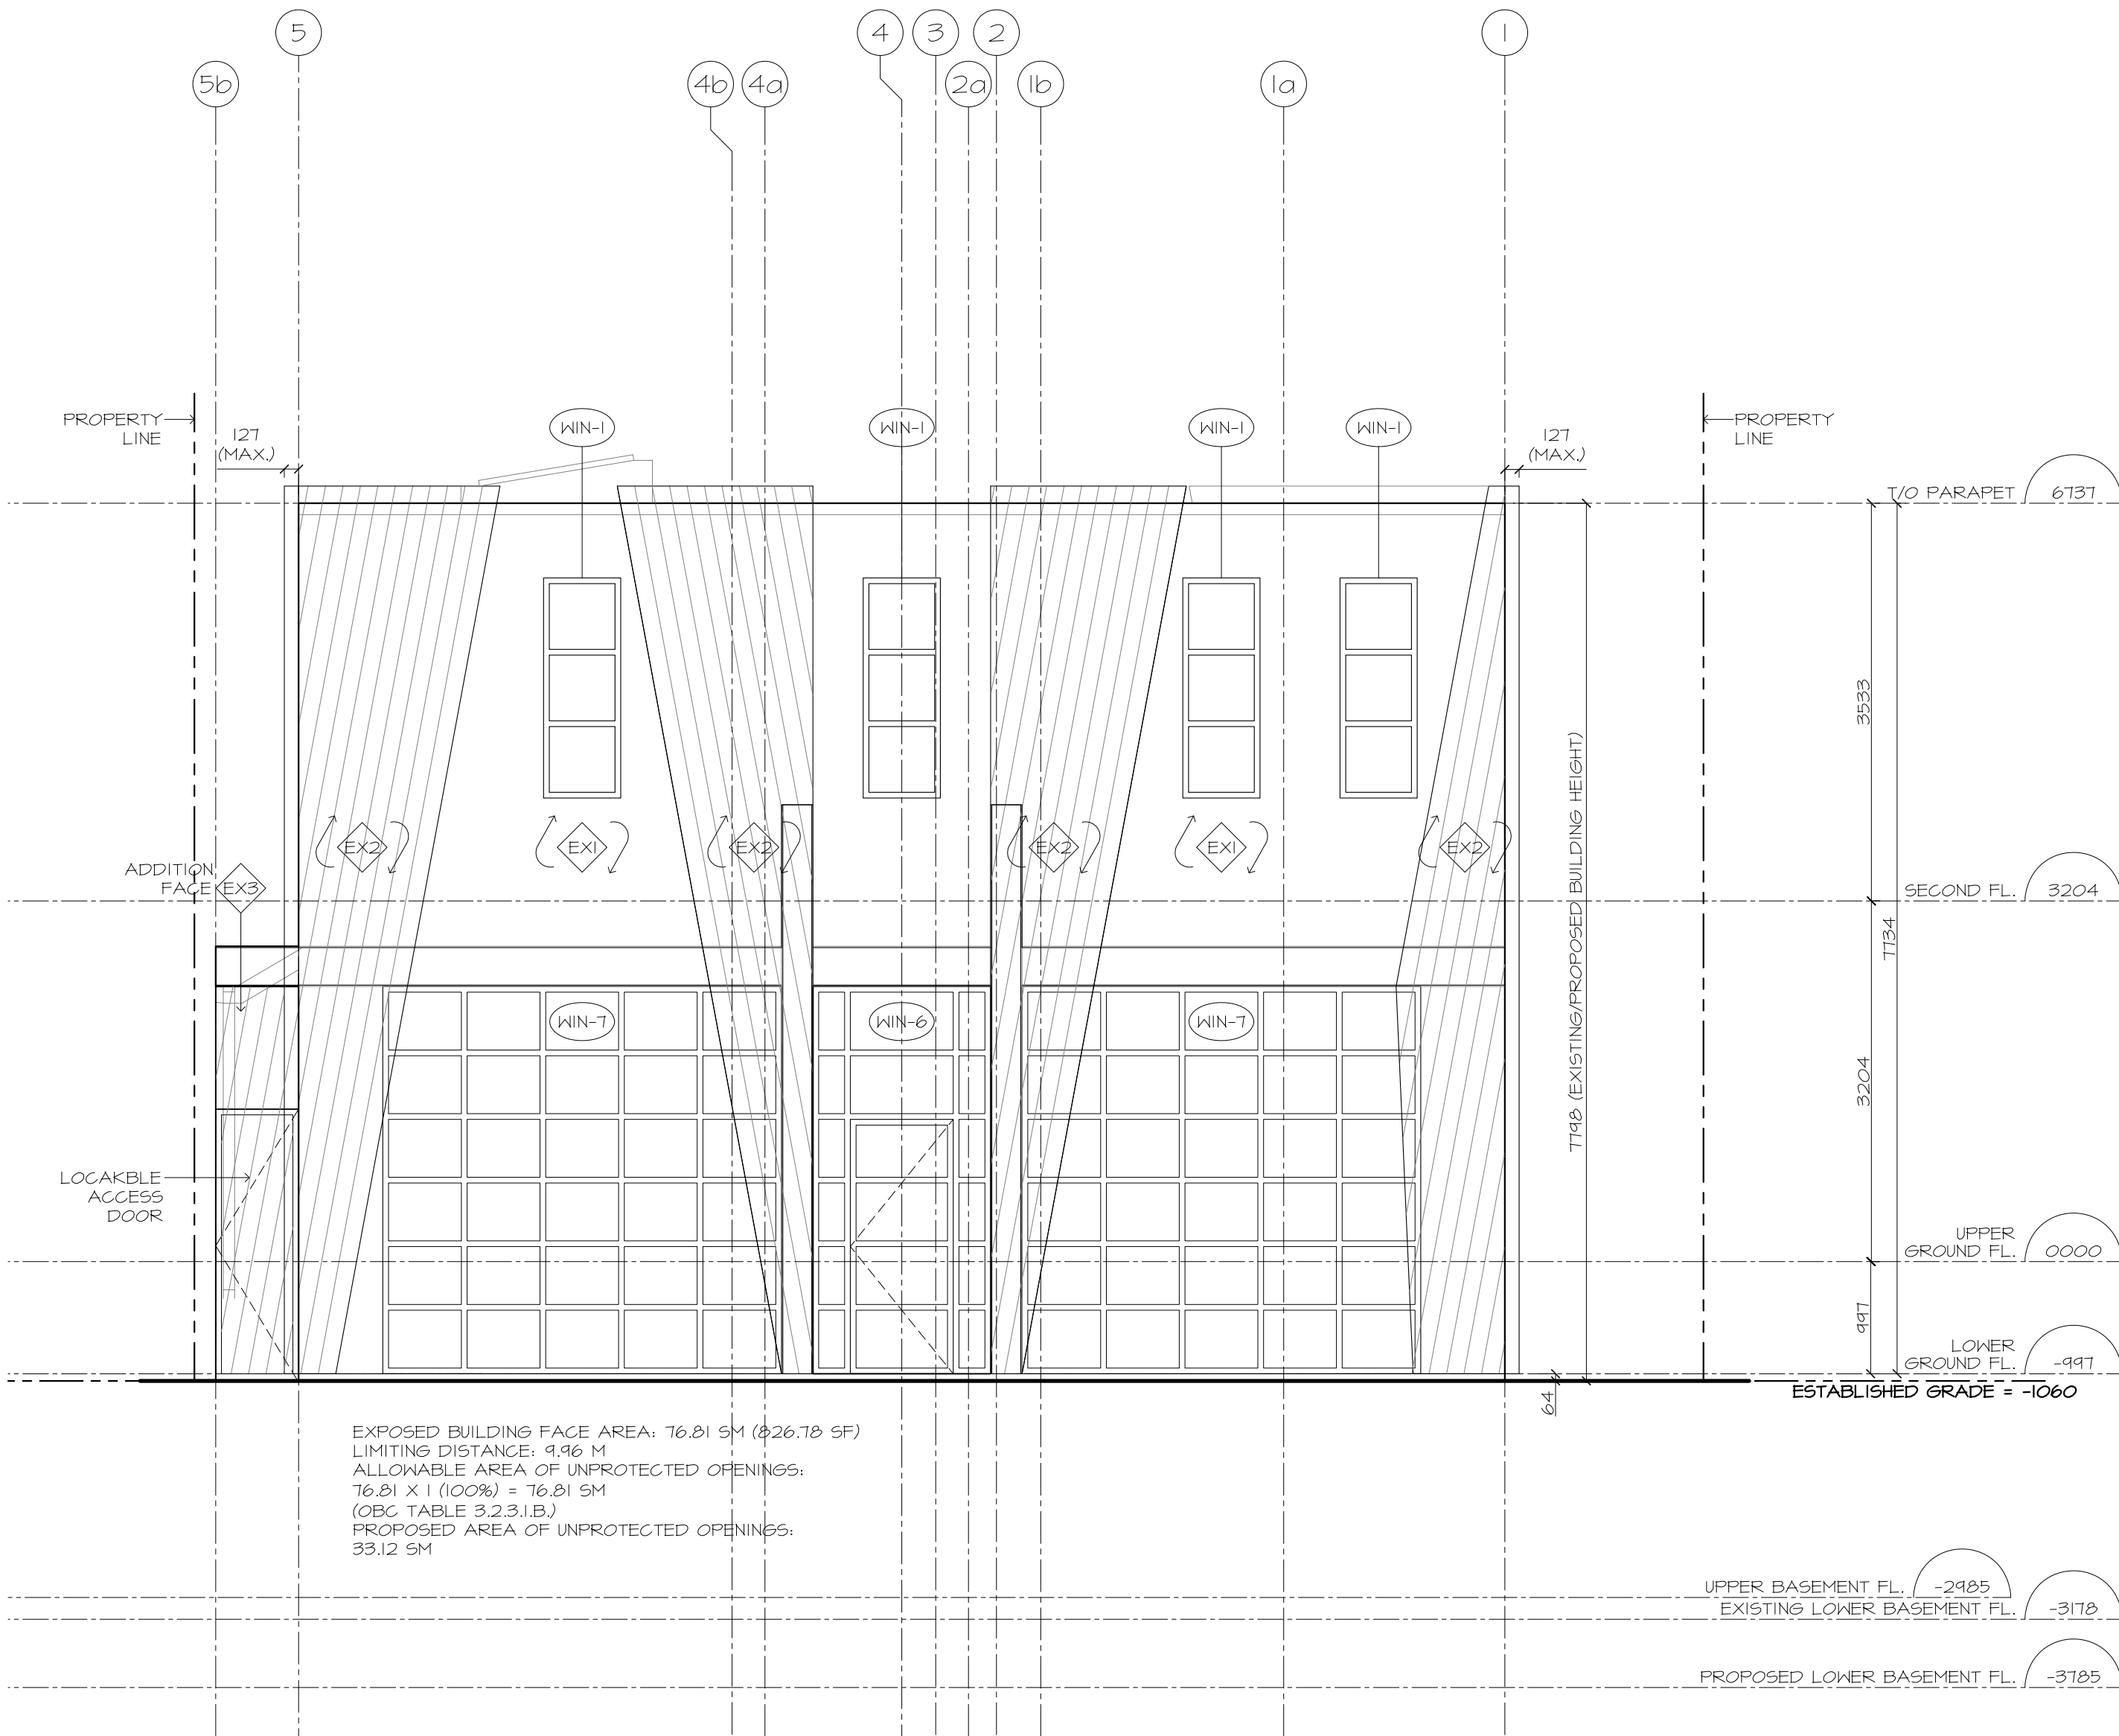 5
4
3
2
1
5b
4b
4a
2a
1b
1a
PROPERTY
LINE
127
(MAX.)
WIN-1
WIN-1
WIN-1
WIN-1
127
(MAX.)
PROPERTY
LINE
T/O PARAPET 6737
3533
7798 (EXISTING/PROPOSED BUILDING HEIGHT)
EX2
EX1
EX2
EX2
EX1
EX2
ADDITION
FACE EX3
SECOND FL. 3204
7734
WIN-7
WIN-6
WIN-7
3204
LOCAKBLE
ACCESS
DOOR
UPPER
GROUND FL. 0000
997
LOWER
GROUND FL. -997
64
ESTABLISHED GRADE = -1060
EXPOSED BUILDING FACE AREA: 76.81 SM (826.78 SF)
LIMITING DISTANCE: 9.96 M
ALLOWABLE AREA OF UNPROTECTED OPENINGS:
76.81 X 1 (100%) = 76.81 SM
(OBC TABLE 3.2.3.1.B.)
PROPOSED AREA OF UNPROTECTED OPENINGS:
33.12 SM
UPPER BASEMENT FL. -2985
EXISTING LOWER BASEMENT FL. -3178
PROPOSED LOWER BASEMENT FL. -3785